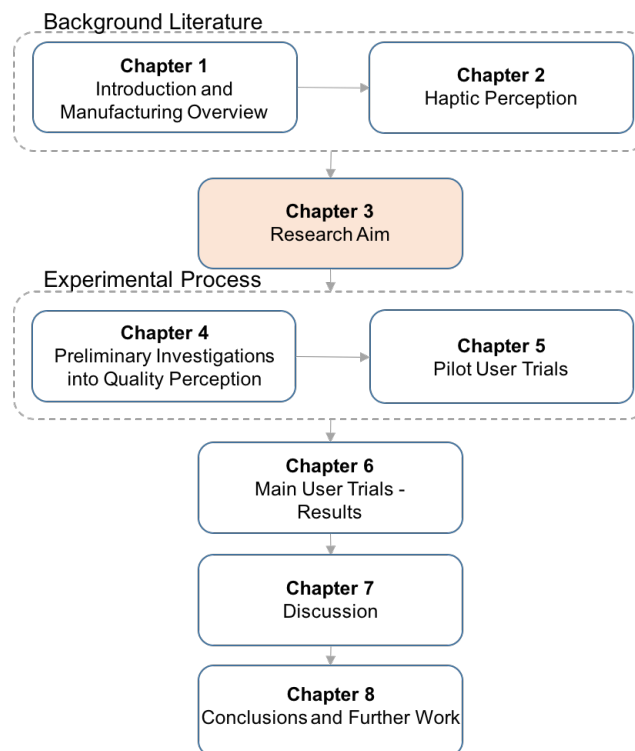 Background Literature
Chapter 1
Introduction and
Manufacturing Overview
Chapter 2
Haptic Perception
Chapter 3
Research Aim
Experimental Process
Chapter 4
Preliminary Investigations
into Quality Perception
Chapter 5
Pilot User Trials
Chapter 6
Main User Trials -
Results
Chapter 7
Discussion
Chapter 8
Conclusions and Further Work